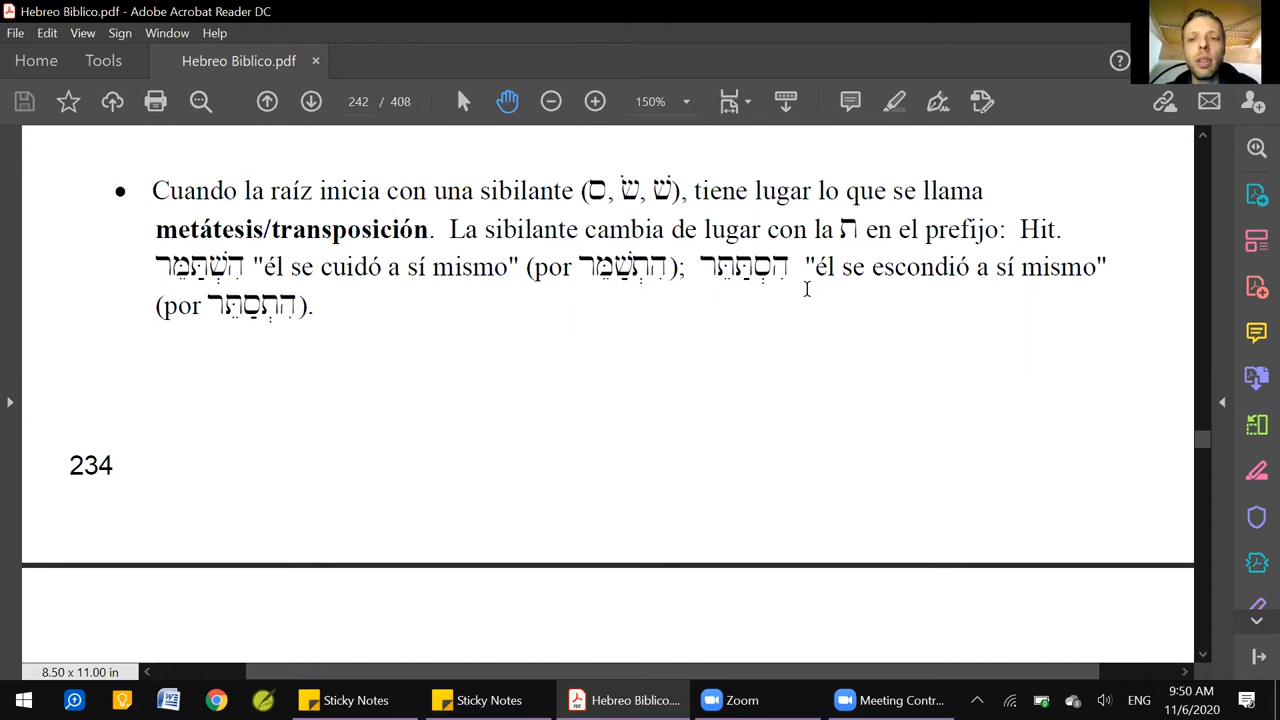 Hebreo Biblico.pdf - Adobe Acrobat Reader DC
File Edit View Sign Window Help
Home Tools Hebreo Biblico.pdf ×
242 / 408 150%
• Cuando la raíz inicia con una sibilante (שׁ, שׂ, ס), tiene lugar lo que se llama
metátesis/transposición. La sibilante cambia de lugar con la ת en el prefijo: Hit.
הִשְׁתַּמֵּר "él se cuidó a sí mismo" (por הִתְשַׁמֵּר); הִסְתַּתֵּר "él se escondió a sí mismo"
(por הִתְסַתֵּר).
234
8.50 x 11.00 in
Sticky Notes Sticky Notes Hebreo Biblico.... Zoom Meeting Contr... ENG 9:50 AM
11/6/2020